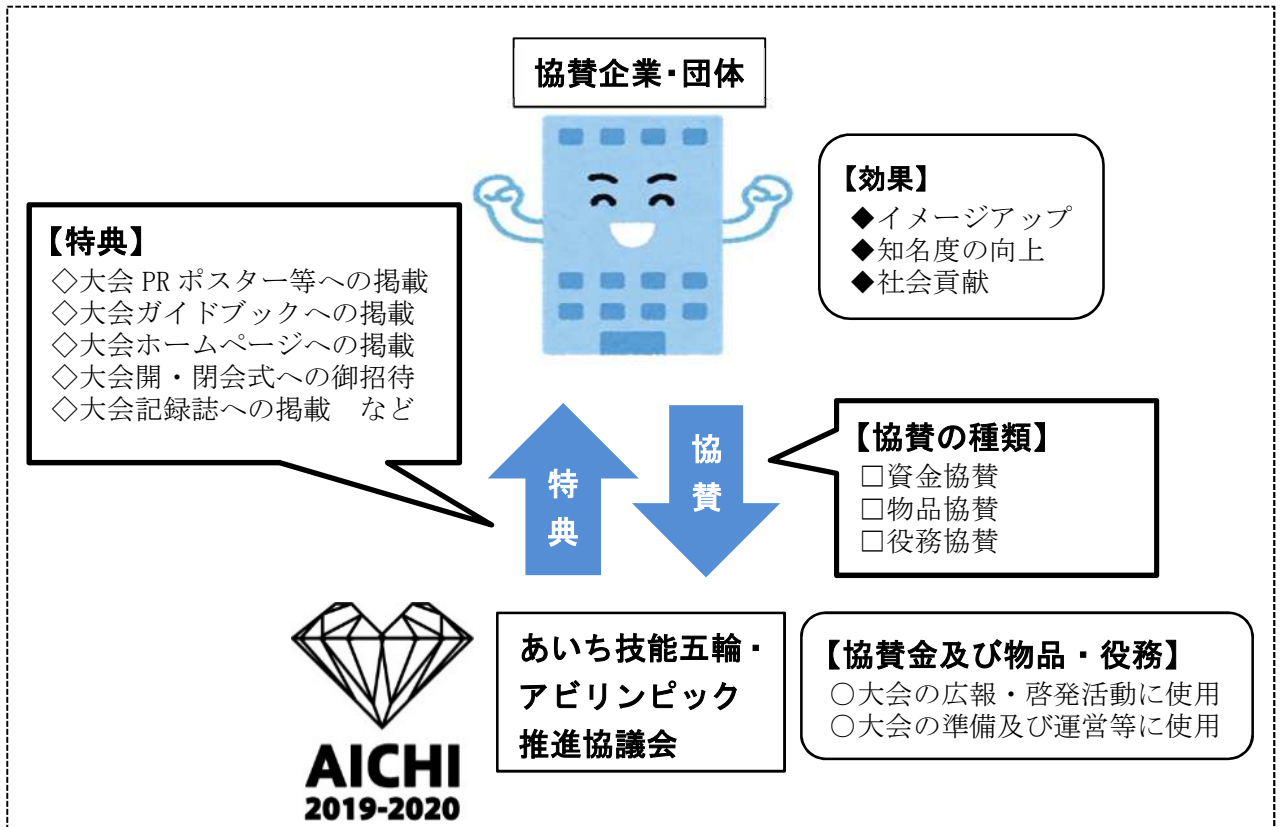 協賛企業・団体
【効果】
◆イメージアップ
◆知名度の向上
◆社会貢献
【特典】
◇大会 PR ポスター等への掲載
◇大会ガイドブックへの掲載
◇大会ホームページへの掲載
◇大会開・閉会式への御招待
◇大会記録誌への掲載　など
特典
協賛
【協賛の種類】
□資金協賛
□物品協賛
□役務協賛
AICHI
2019-2020
あいち技能五輪・
アビリンピック
推進協議会
【協賛金及び物品・役務】
○大会の広報・啓発活動に使用
○大会の準備及び運営等に使用